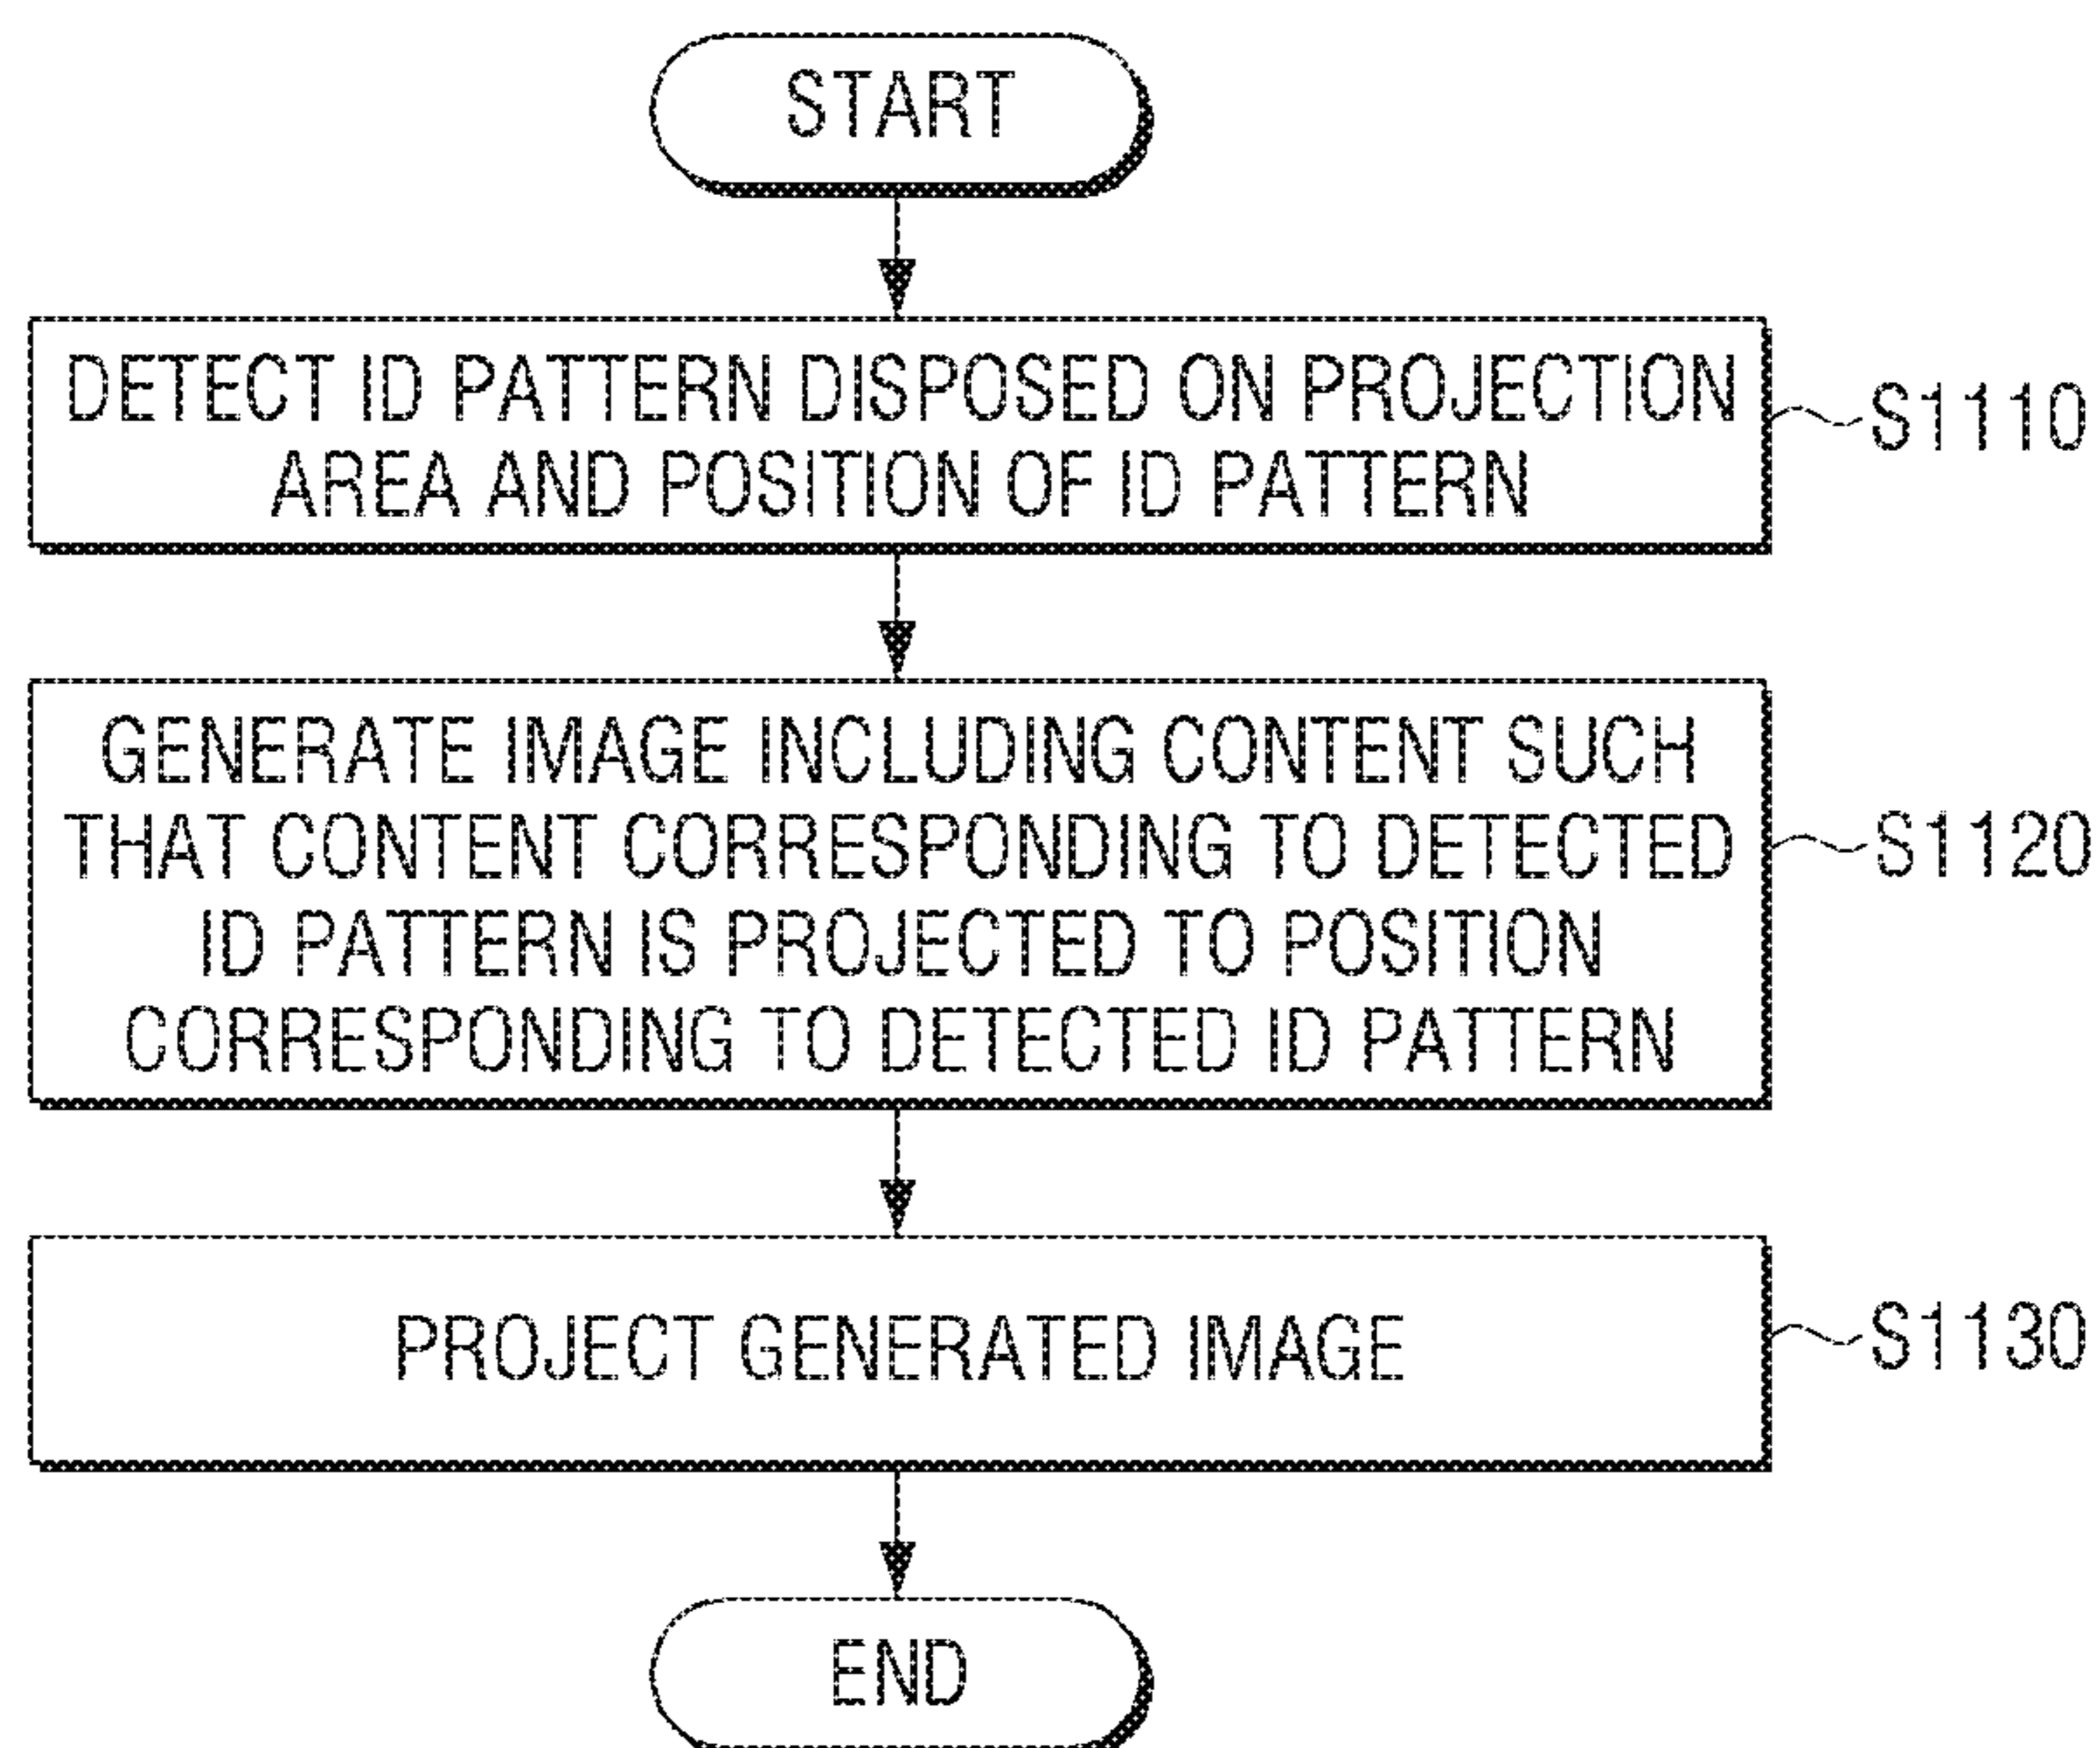 START
DETECT ID PATTERN DISPOSED ON PROJECTION
AREA AND POSITION OF ID PATTERN
S1110
GENERATE IMAGE INCLUDING CONTENT SUCH
THAT CONTENT CORRESPONDING TO DETECTED
ID PATTERN IS PROJECTED TO POSITION
CORRESPONDING TO DETECTED ID PATTERN
S1120
PROJECT GENERATED IMAGE
S1130
END